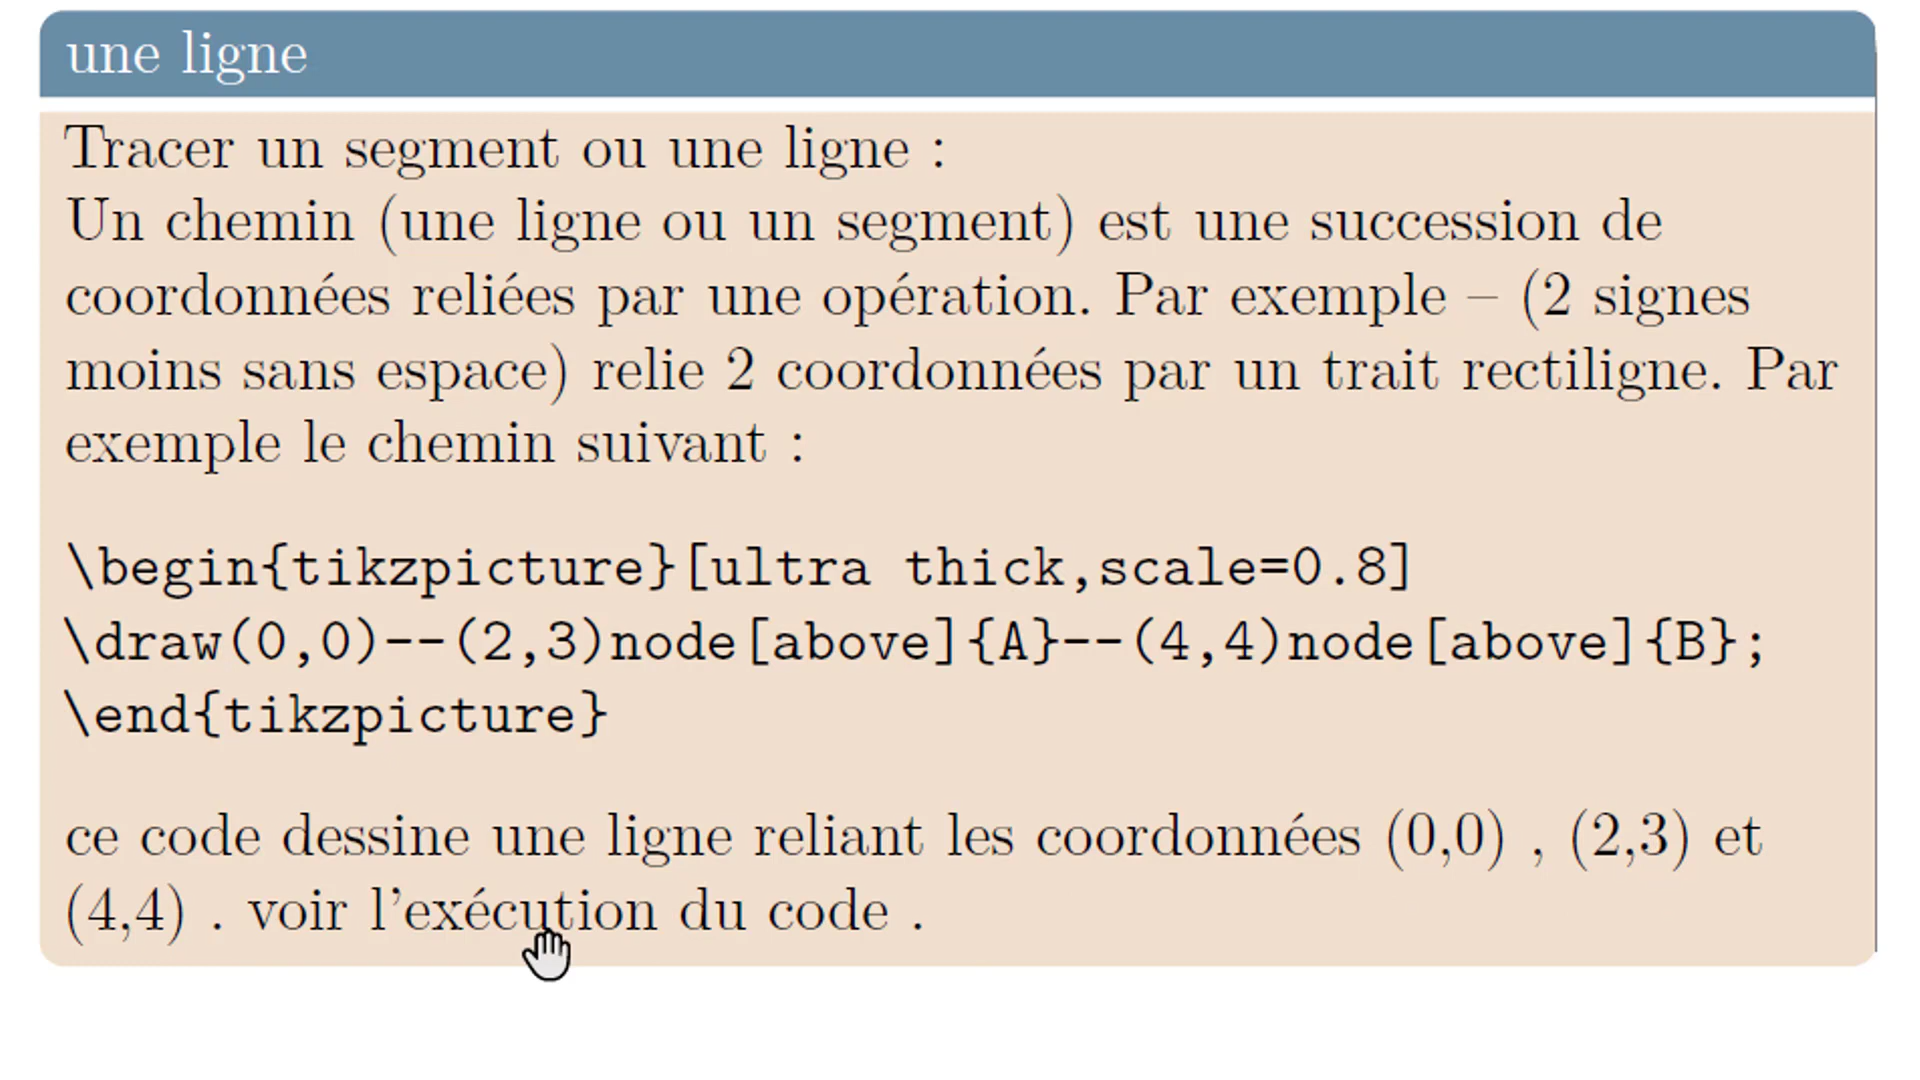 une ligne
Tracer un segment ou une ligne :
Un chemin (une ligne ou un segment) est une succession de
coordonnées reliées par une opération. Par exemple – (2 signes
moins sans espace) relie 2 coordonnées par un trait rectiligne. Par
exemple le chemin suivant :
\begin{tikzpicture}[ultra thick,scale=0.8]
\draw(0,0)--(2,3)node[above]{A}--(4,4)node[above]{B};
\end{tikzpicture}
ce code dessine une ligne reliant les coordonnées (0,0) , (2,3) et
(4,4) . voir l’exécution du code .